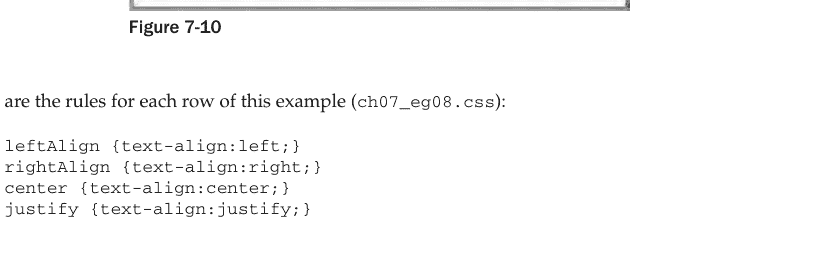 Figure 7-10
are the rules for each row of this example (ch07_eg08.css):
leftAlign {text-align:left;}
rightAlign {text-align:right;}
center {text-align:center;}
justify {text-align:justify;}